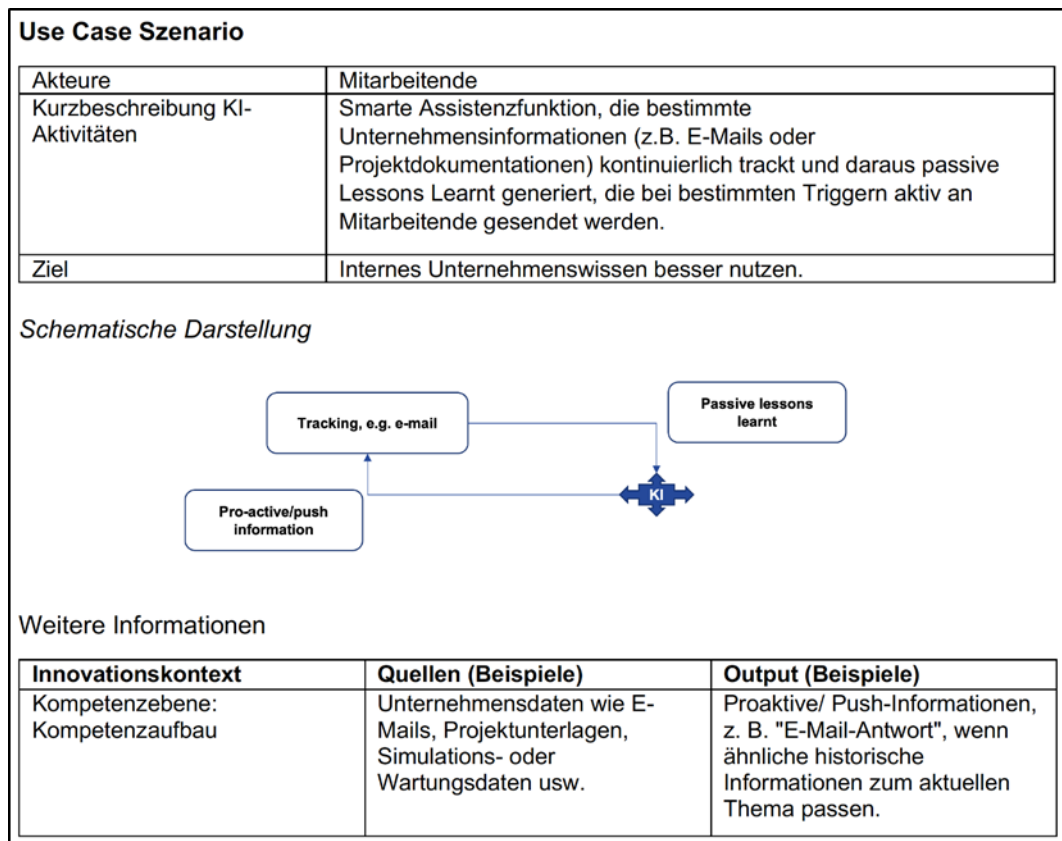 Use Case Szenario
Akteure
Mitarbeitende
Kurzbeschreibung KI-
Aktivitäten
Smarte Assistenzfunktion, die bestimmte
Unternehmensinformationen (z.B. E-Mails oder
Projektdokumentationen) kontinuierlich trackt und daraus passive
Lessons Learnt generiert, die bei bestimmten Triggern aktiv an
Mitarbeitende gesendet werden.
Ziel
Internes Unternehmenswissen besser nutzen.
Schematische Darstellung
Tracking, e.g. e-mail
Passive lessons
learnt
KI
Pro-active/push
information
Weitere Informationen
Innovationskontext
Quellen (Beispiele)
Output (Beispiele)
Kompetenzebene:
Kompetenzaufbau
Unternehmensdaten wie E-
Mails, Projektunterlagen,
Simulations- oder
Wartungsdaten usw.
Proaktive/ Push-Informationen,
z. B. "E-Mail-Antwort", wenn
ähnliche historische
Informationen zum aktuellen
Thema passen.